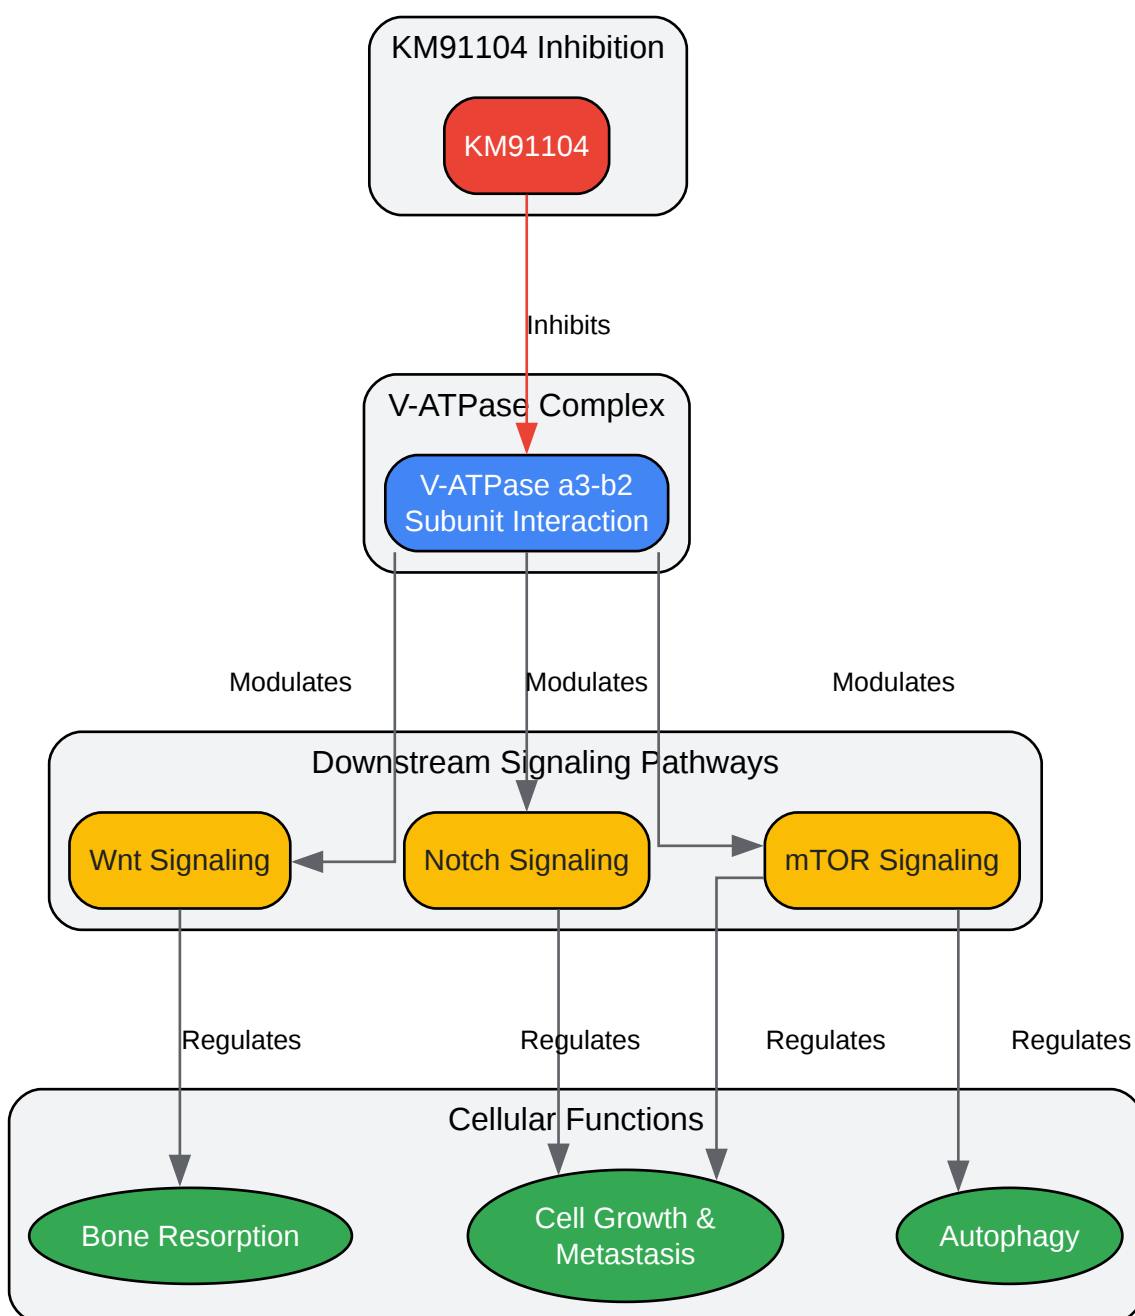 KM91104 Inhibition
KM91104
Inhibits
V-ATPase Complex
V-ATPase a3-b2
Subunit Interaction
Modulates
Modulates
Modulates
Downstream Signaling Pathways
Wnt Signaling
Notch Signaling
mTOR Signaling
Regulates
Regulates
Regulates
Regulates
Cellular Functions
Bone Resorption
Cell Growth &
Metastasis
Autophagy